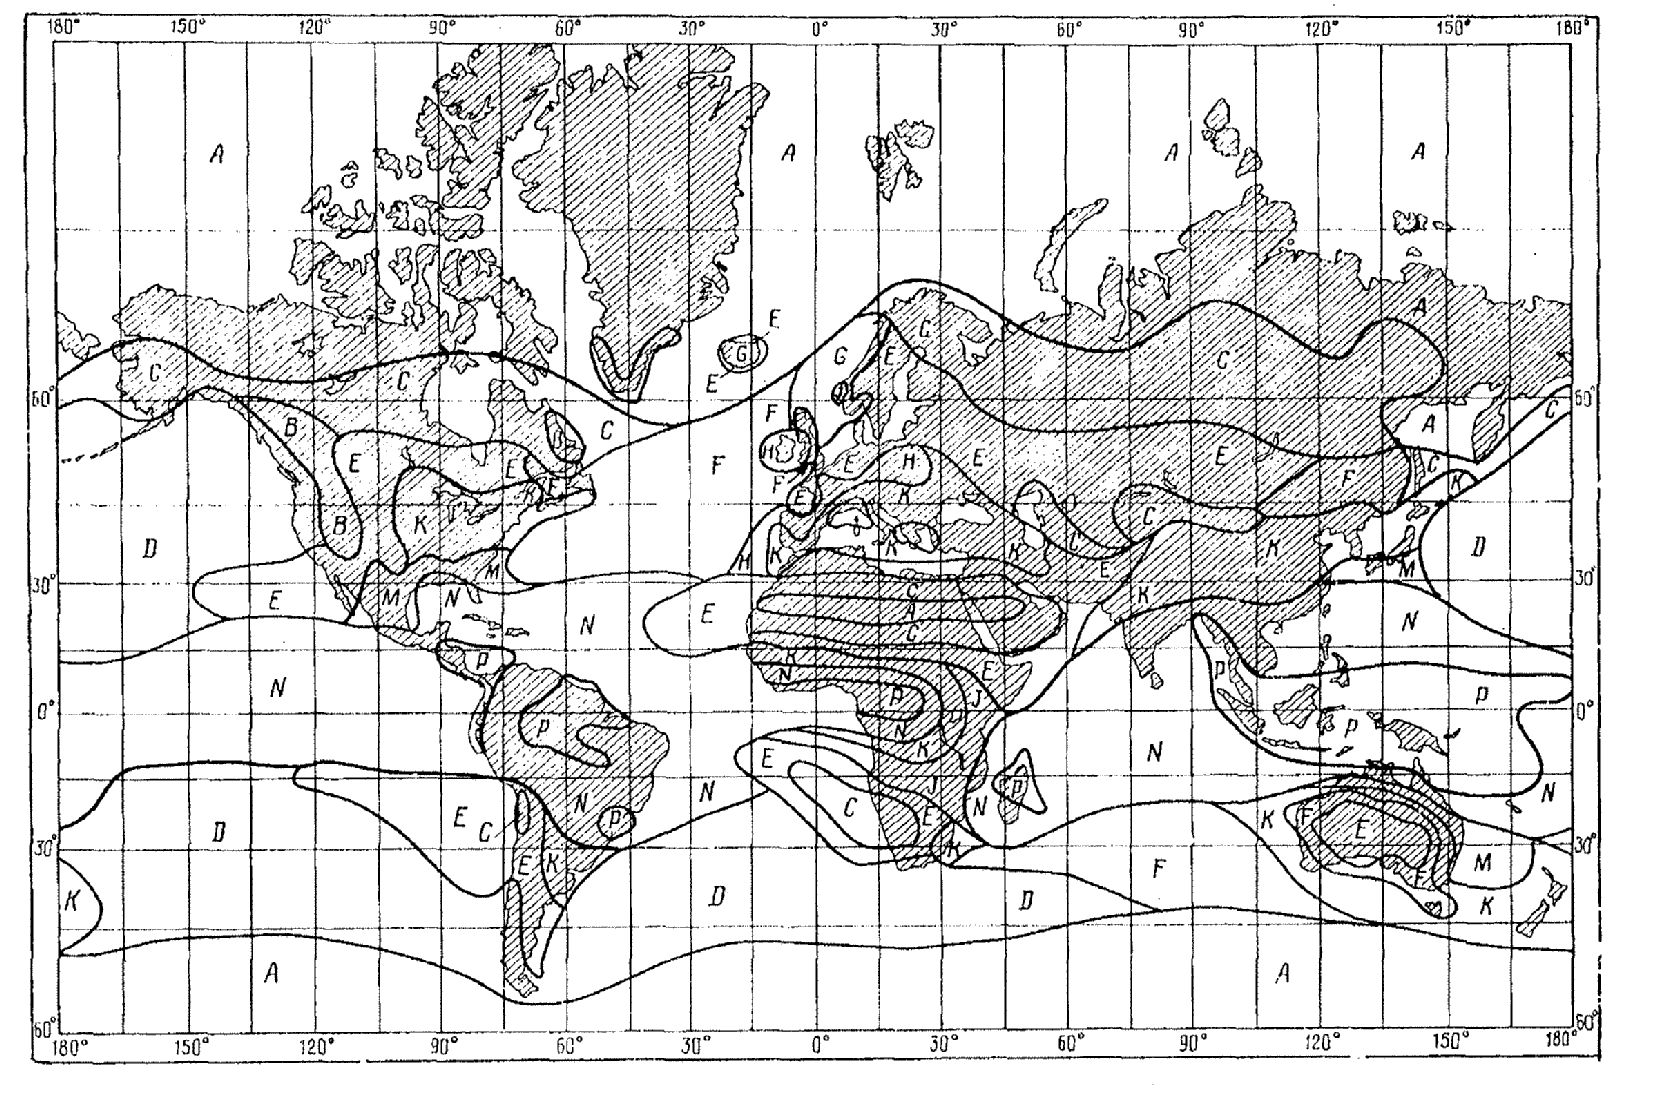 180° 150° 120° 90° 60° 30° 0° 30° 60° 90° 120° 150° 180°
A A A A
A
E
C C G G E G C
E
60° 60°
F C
B C A
E F H E H E E F C
B K F E K C K
D D
H K K K C K M
M E K
30° 30°
E M N E C A C K N
N
P K N E P P
N P P J
0° 0°
P N K N
E J
E C N N C E N P K F E N
D P
30° E K K F M 30°
K D D F F K
A A
60° 60°
180° 150° 120° 90° 60° 30° 0° 30° 60° 90° 120° 150° 180°